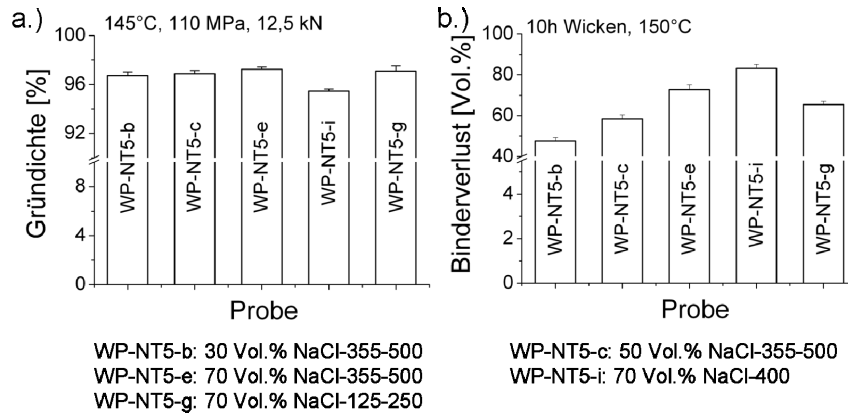 a.)
145°C, 110 MPa, 12,5 kN
Gründichte [%]
100
96
92
8
4
0
WP-NT5-b
WP-NT5-c
WP-NT5-e
WP-NT5-i
WP-NT5-g
Probe
b.)
10h Wicken, 150°C
Binderverlust [Vol.%]
100
80
60
40
4
2
0
WP-NT5-b
WP-NT5-c
WP-NT5-e
WP-NT5-i
WP-NT5-g
Probe
WP-NT5-b: 30 Vol.% NaCl-355-500
WP-NT5-c: 50 Vol.% NaCl-355-500
WP-NT5-e: 70 Vol.% NaCl-355-500
WP-NT5-i: 70 Vol.% NaCl-400
WP-NT5-g: 70 Vol.% NaCl-125-250